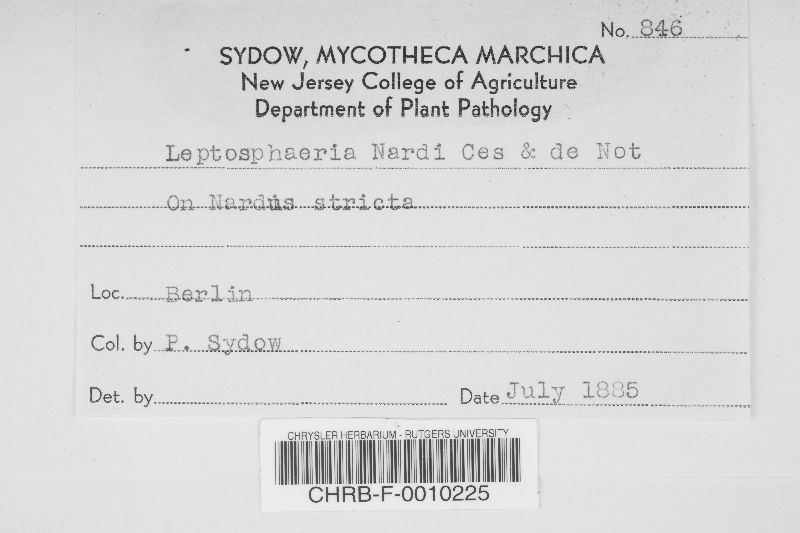 No. 846
SYDOW, MYCOTHECA MARCHICA
New Jersey College of Agriculture
Department of Plant Pathology
Leptosphaeria Nardi Ces & de Not
On Nardus stricta
Loc. Berlin
Col. by P. Sydow
Det. by Date July 1885
CHRYSLER HERBARIUM - RUTGERS UNIVERSITY
CHRB-F-0010225